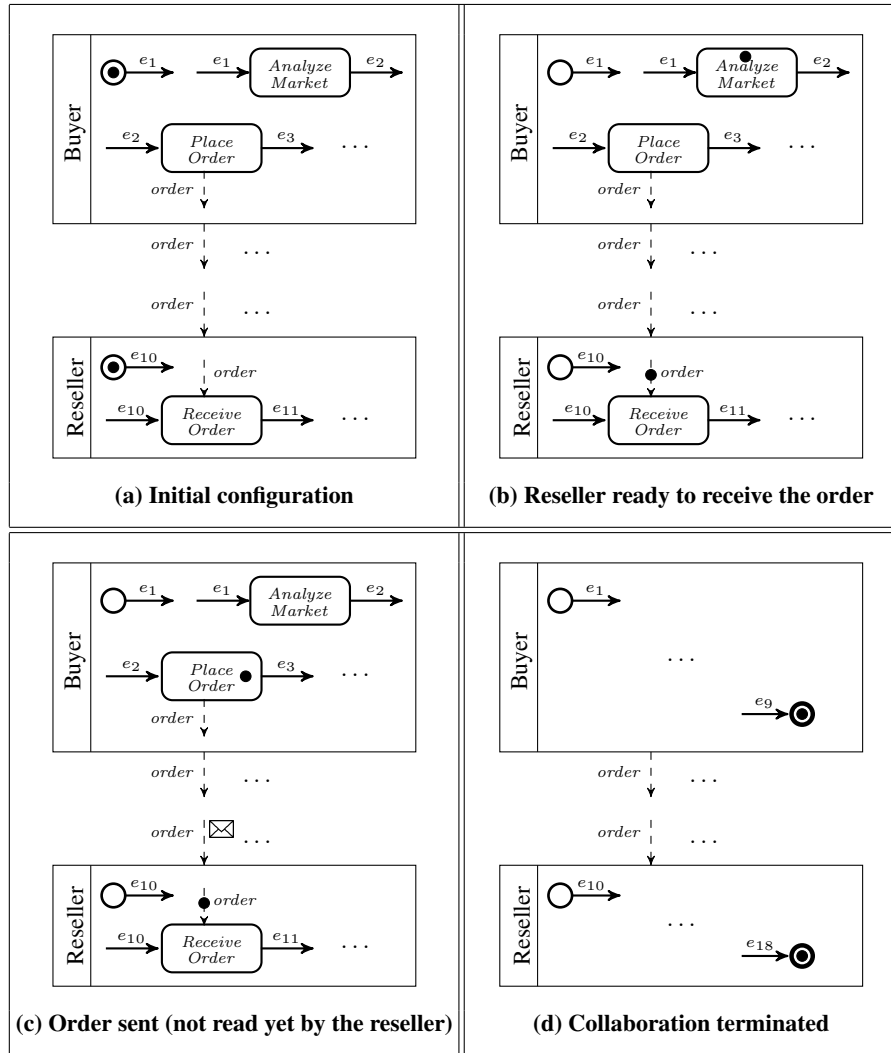 Buyer
e1
e1
Analyze
Market
e2
e2
Place
Order
e3
. . .
order
order
. . .
order
. . .
Reseller
e10
order
e10
Receive
Order
e11
. . .
(a) Initial configuration
Buyer
e1
e1
Analyze
Market
e2
e2
Place
Order
e3
. . .
order
order
. . .
order
. . .
Reseller
e10
order
e10
Receive
Order
e11
. . .
(b) Reseller ready to receive the order
Buyer
e1
e1
Analyze
Market
e2
e2
Place
Order
e3
. . .
order
order
. . .
order
. . .
Reseller
e10
order
e10
Receive
Order
e11
. . .
(c) Order sent (not read yet by the reseller)
Buyer
e1
. . .
e9
order
. . .
order
. . .
Reseller
e10
. . .
e18
(d) Collaboration terminated